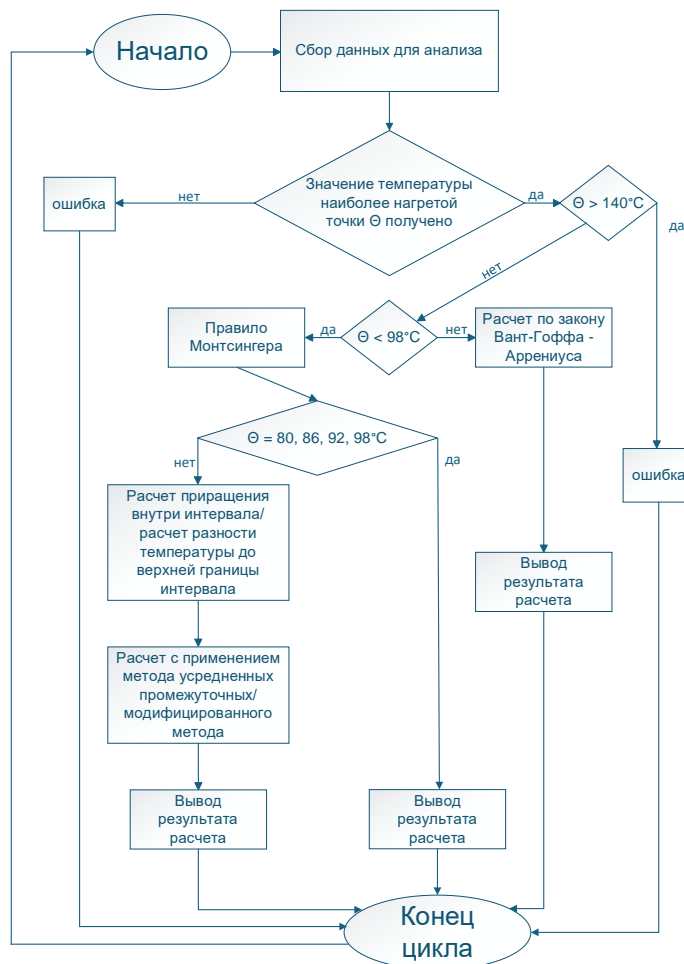 Начало
Сбор данных для анализа
Значение температуры
наиболее нагретой
точки Θ получено
нет
да
ошибка
Θ > 140°C
да
нет
Правило
Монтсингера
да
Θ < 98°C
нет
Расчет по закону
Вант-Гоффа -
Аррениуса
Θ = 80, 86, 92, 98°C
нет
да
ошибка
Расчет приращения
внутри интервала/
расчет разности
температуры до
верхней границы
интервала
Вывод
результата
расчета
Расчет с применением
метода усредненных
промежуточных/
модифицированного
метода
Вывод
результата
расчета
Вывод
результата
расчета
Конец
цикла